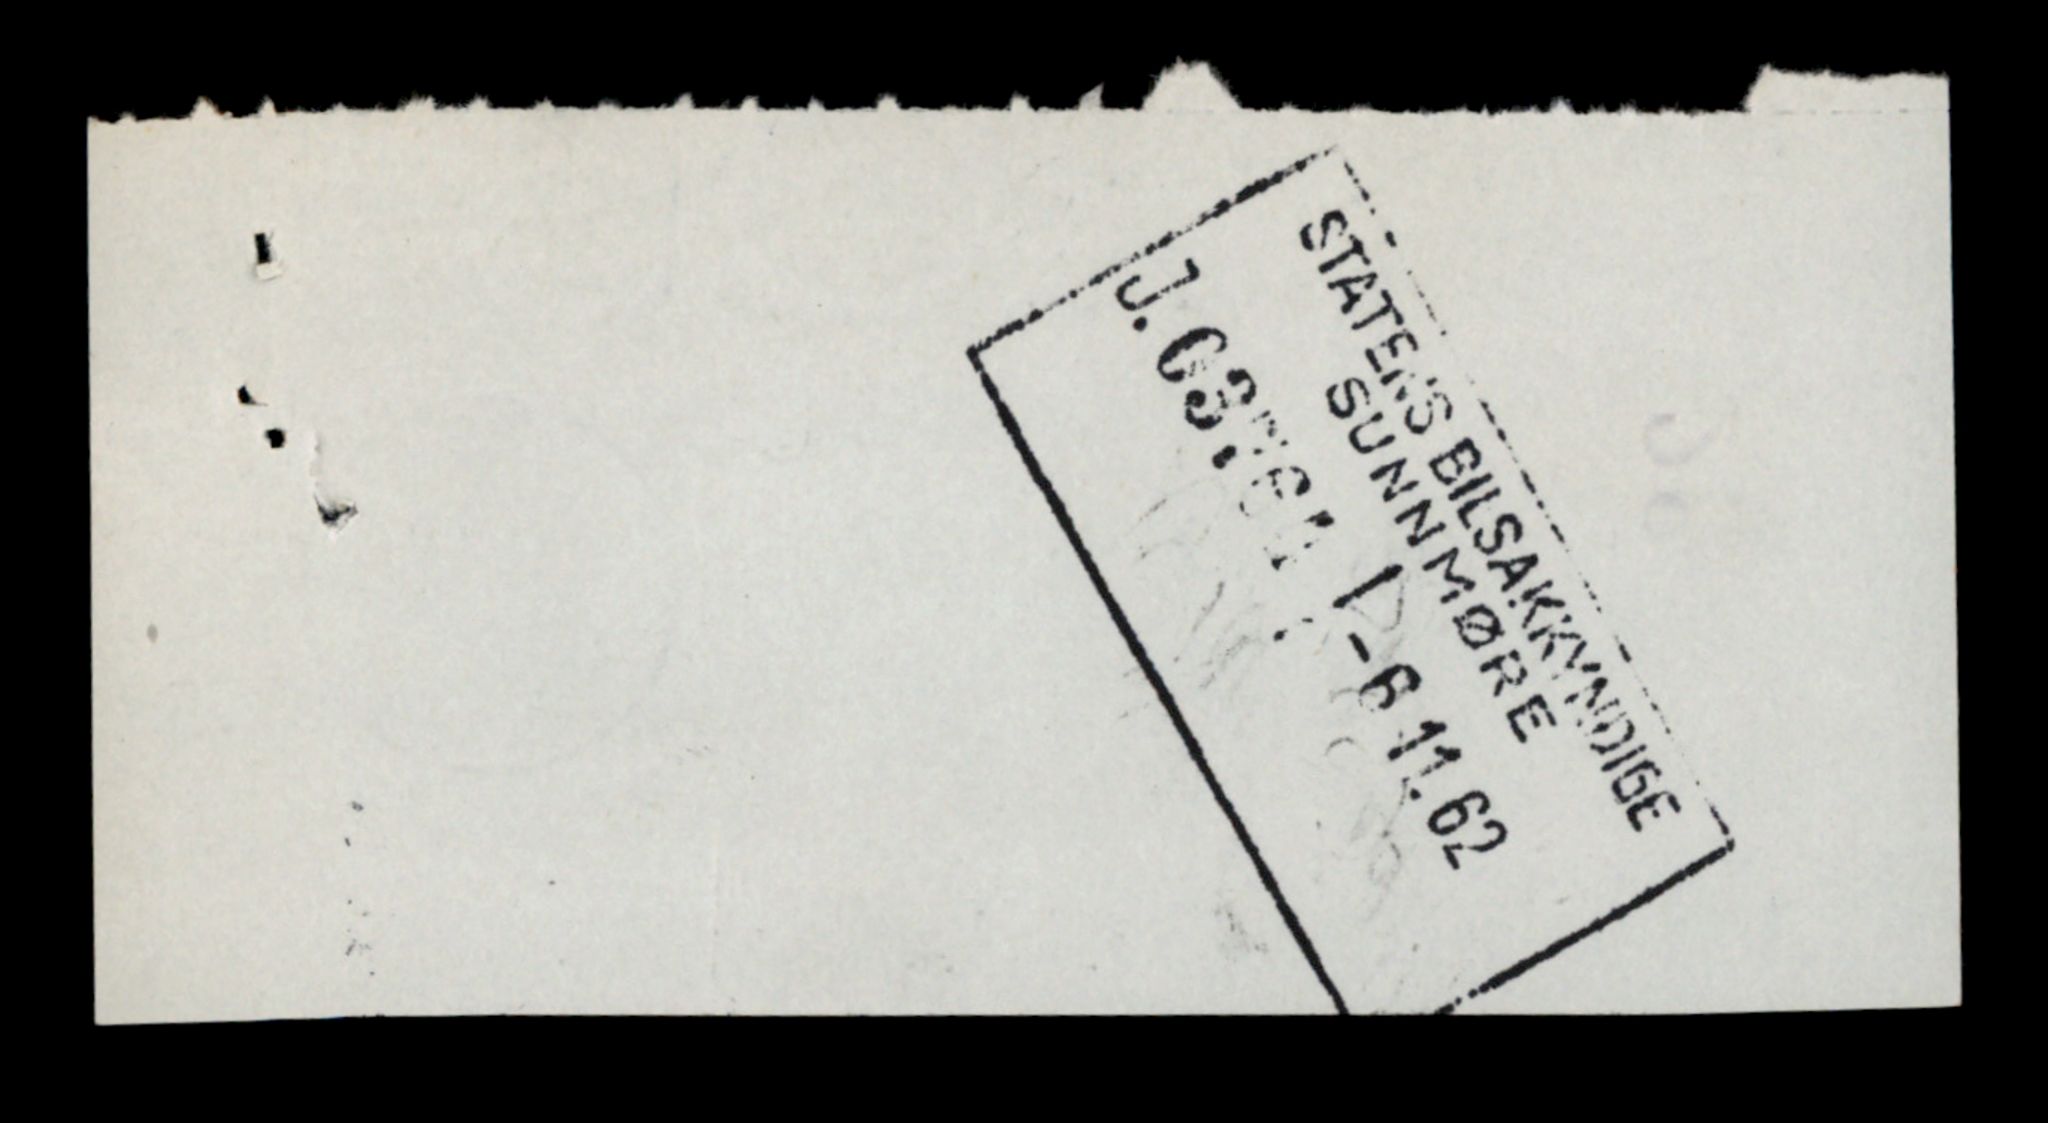 STATENS BILSAKKYNDIGE
SUNNMØRE
J. -6 11. 62